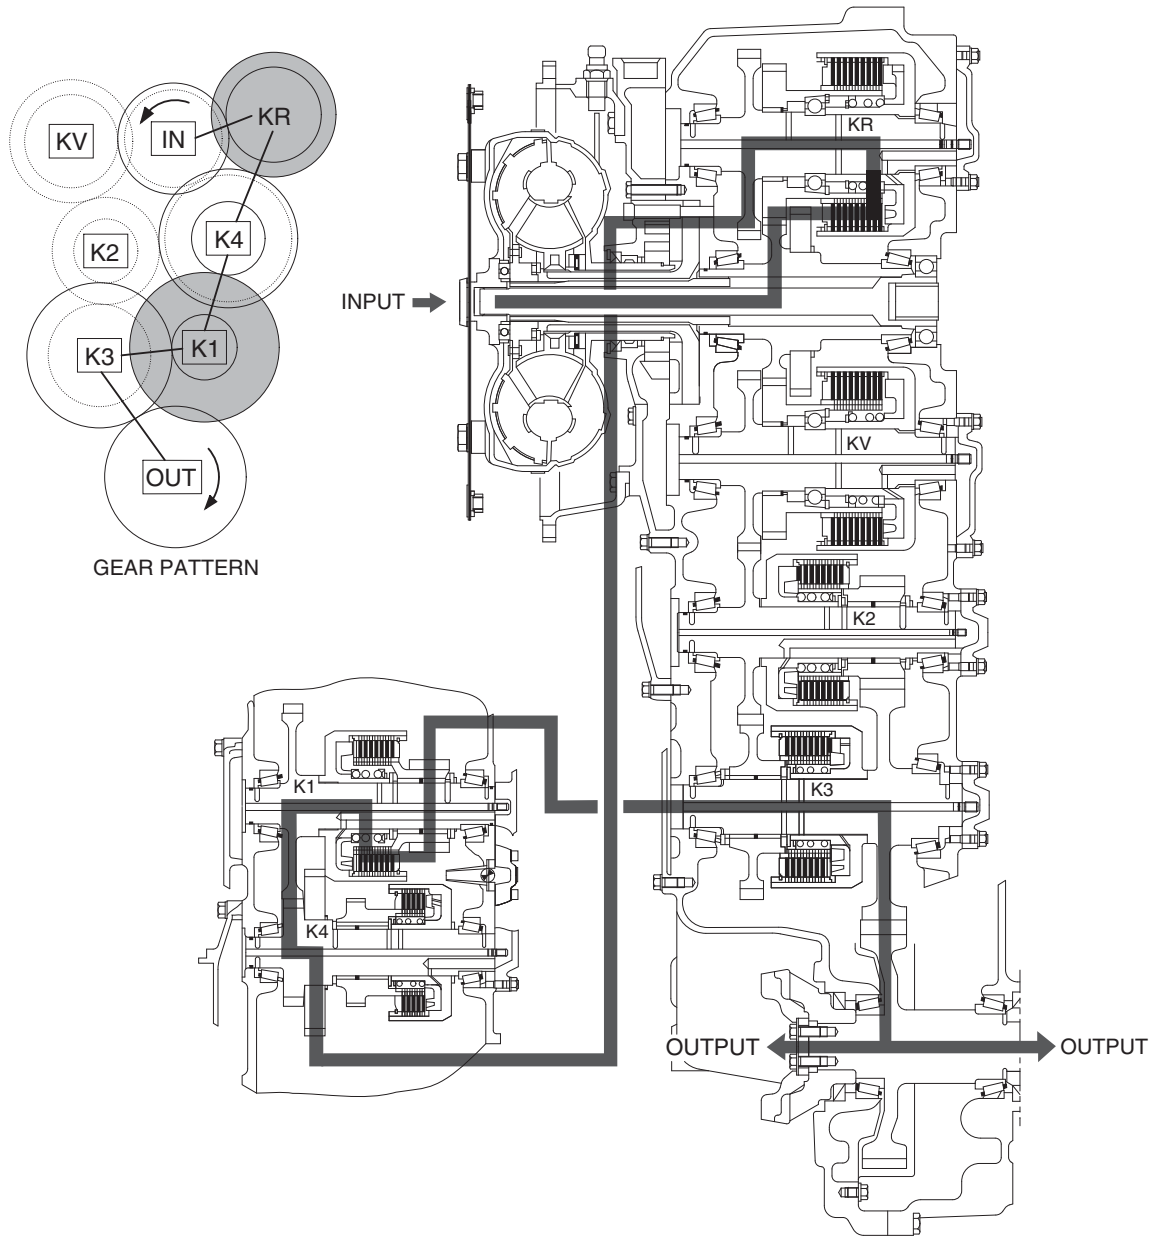 KV
IN
KR
K2
K4
K3
K1
OUT
GEAR PATTERN
INPUT
KR
KV
K2
K3
K1
K4
OUTPUT
OUTPUT